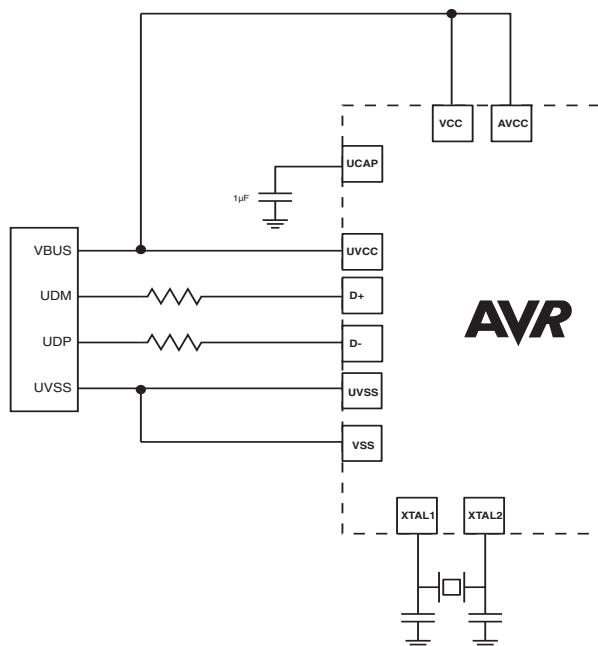 VCC
AVCC
UCAP
1µF
VBUS
UVCC
UDM
D+
AVR
UDP
D-
UVSS
UVSS
VSS
XTAL1
XTAL2